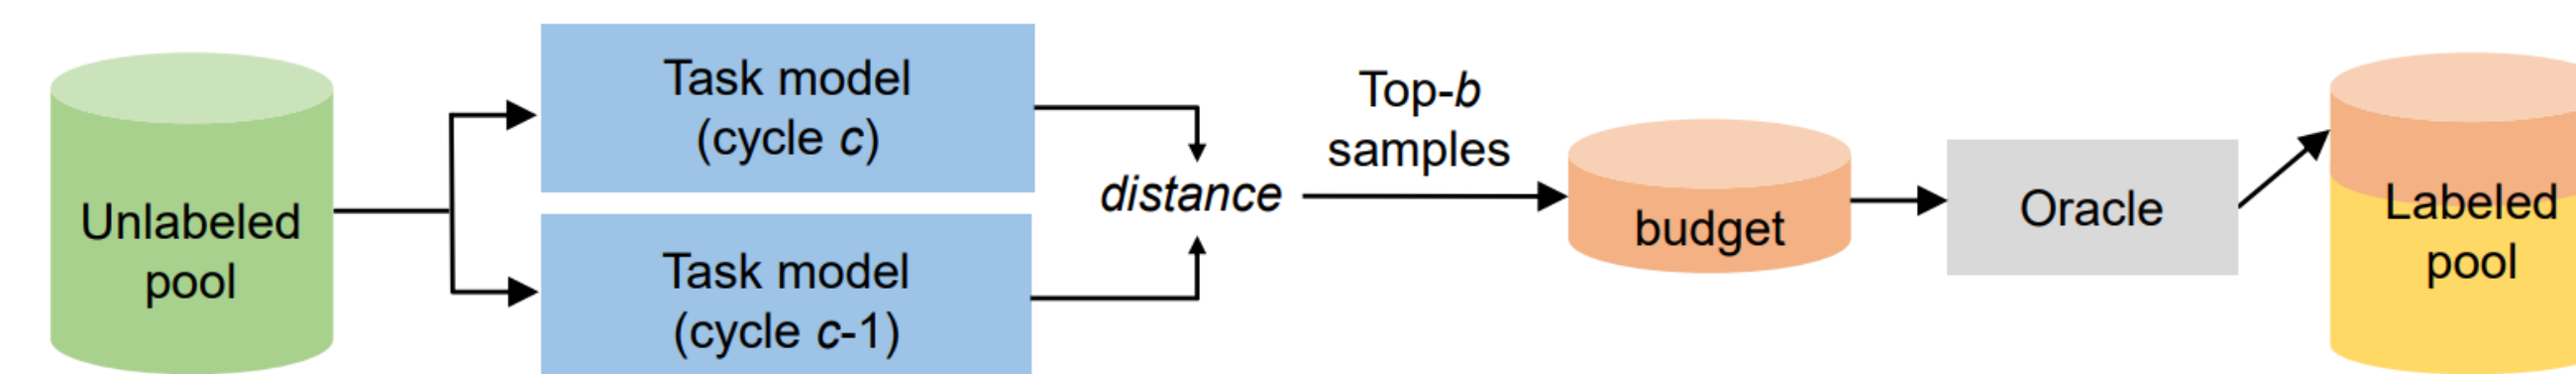 Unlabeled
pool
Task model
(cycle c)
Task model
(cycle c-1)
distance
Top-b
samples
budget
Oracle
Labeled
pool